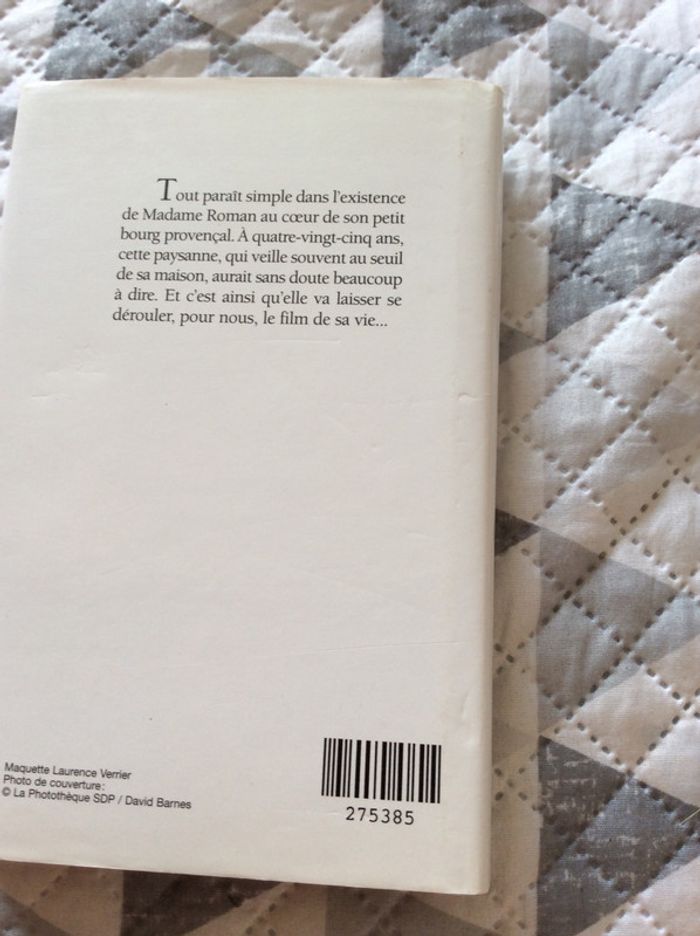 Tout paraît simple dans l'existence
de Madame Roman au cœur de son petit
bourg provençal. À quatre-vingt-cinq ans,
cette paysanne, qui veille souvent au seuil
de sa maison, aurait sans doute beaucoup
à dire. Et c'est ainsi qu'elle va laisser se
dérouler, pour nous, le film de sa vie...
Maquette Laurence Verrier
Photo de couverture :
© La Photothèque SDP / David Barnes
275385